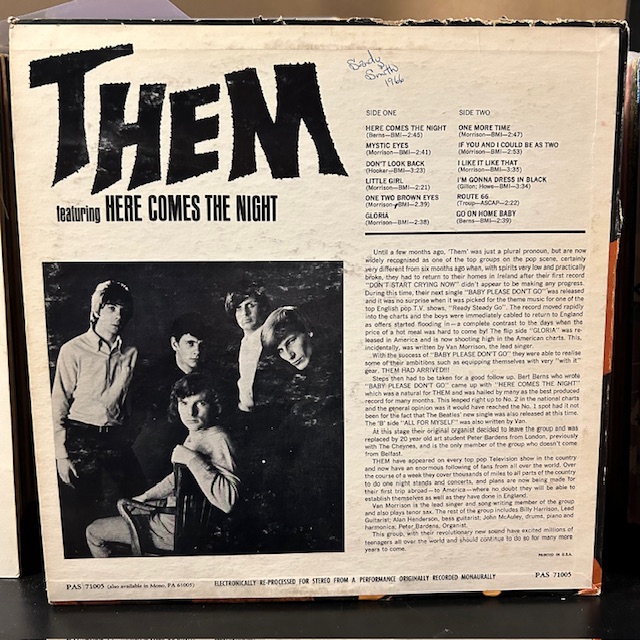 THEM
featuring HERE COMES THE NIGHT
Sandy
Smith
1966
SIDE ONE
HERE COMES THE NIGHT
(Berns—BMI—2:45)
MYSTIC EYES
(Morrison—BMI—2:41)
DON'T LOOK BACK
(Hooker—BMI—3:23)
LITTLE GIRL
(Morrison—BMI—2:21)
ONE TWO BROWN EYES
(Morrison—BMI—2.39)
GLORIA
(Morrison—BMI—2:38)
SIDE TWO
ONE MORE TIME
(Morrison—BMI—2:47)
IF YOU AND I COULD BE AS TWO
(Morrison—BMI—2:53)
I LIKE IT LIKE THAT
(Morrison—BMI—3:35)
I'M GONNA DRESS IN BLACK
(Gillon; Howe—BMI—3:34)
ROUTE 66
(Troup—ASCAP—2:22)
GO ON HOME BABY
(Berns—BMI—2:39)
Until a few months ago, 'Them' was just a plural pronoun, but are now
widely recognised as one of the top groups on the pop scene, certainly
very different from six months ago when, with spirits very low and practically
broke, they had to return to their homes in Ireland after their first record
"DON'T START CRYING NOW" didn't appear to be making any progress.
During this time, their next single "BABY PLEASE DON'T GO" was released
and it was no surprise when it was picked for the theme music for one of the
top English pop T.V. shows, "Ready Steady Go". The record moved rapidly
into the charts and the boys were immediately cabled to return to England
as offers started flooding in—a complete contrast to the days when the
price of a hot meal was hard to come by! The flip side "GLORIA" was re-
leased in America and is now shooting high in the American charts. This,
incidentally, was written by Van Morrison, the lead singer.
With the success of "BABY PLEASE DON'T GO" they were able to realise
some of their ambitions such as equipping themselves with very "with it"
gear. THEM HAD ARRIVED!!
Steps then had to be taken for a good follow up. Bert Berns who wrote
"BABY PLEASE DON'T GO" came up with "HERE COMES THE NIGHT"
which was a natural for THEM and was hailed by many as the best produced
record for many months. This leaped right up to No. 2 in the national charts
and the general opinion was it would have reached the No. 1 spot had it not
been for the fact that The Beatles' new single was also released at this time.
The 'B' side "ALL FOR MYSELF" was also written by Van.
At this stage their original organist decided to leave the group and was
replaced by 20 year old art student Peter Bardens from London, previously
with The Cheynes, and is the only member of the group who doesn't come
from Belfast.
THEM have appeared on every top pop Television show in the country
and now have an enormous following of fans from all over the world. Over
the course of a week they cover thousands of miles to all parts of the country
to do one night stands and concerts, and plans are now being made for
their first trip abroad—to America—where no doubt they will be able to
establish themselves as well as they have done in England.
Van Morrison is the lead singer and song-writing member of the group
and also plays tenor sax. The rest of the group includes Billy Harrison, Lead
Guitarist; Alan Henderson, bess guitarist; John McAuley, drums, piano and
harmonica; Peter Bardens, Organist.
This group, with their revolutionary new sound have excited millions of
teenagers all over the world and should continue to do so for many more
years to come.
PRINTED IN U.S.A.
PAS 71005 (also available in Mono, PA 61005)
ELECTRONICALLY RE-PROCESSED FOR STEREO FROM A PERFORMANCE ORIGINALLY RECORDED MONAURALLY
PAS 71005